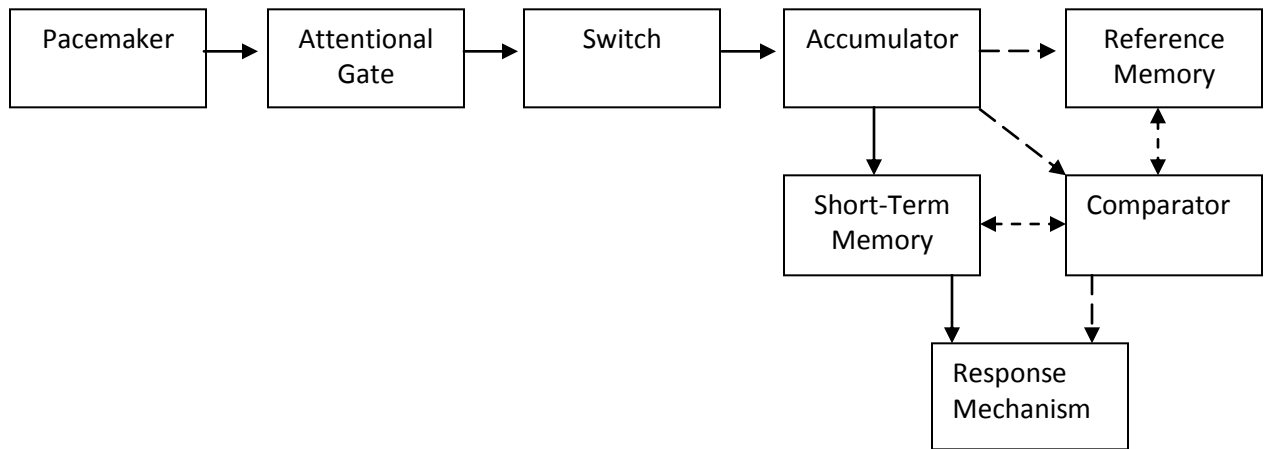 Pacemaker
Attentional
Gate
Switch
Accumulator
Reference
Memory
Short-Term
Memory
Comparator
Response
Mechanism